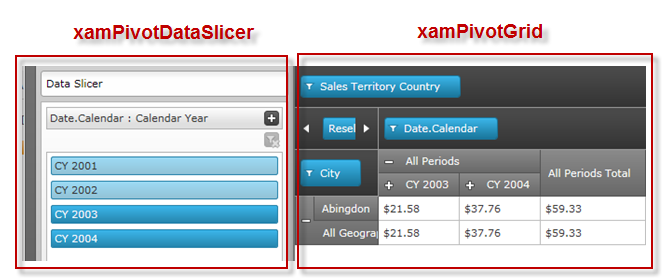 xamPivotDataSlicer
xamPivotGrid
Data Slicer
Date.Calendar : Calendar Year
CY 2001
CY 2002
CY 2003
CY 2004
Sales Territory Country
Resel
Date.Calendar
City
All Periods
All Periods Total
CY 2003
CY 2004
Abingdon
$21.58
$37.76
$59.33
All Geogra
$21.58
$37.76
$59.33